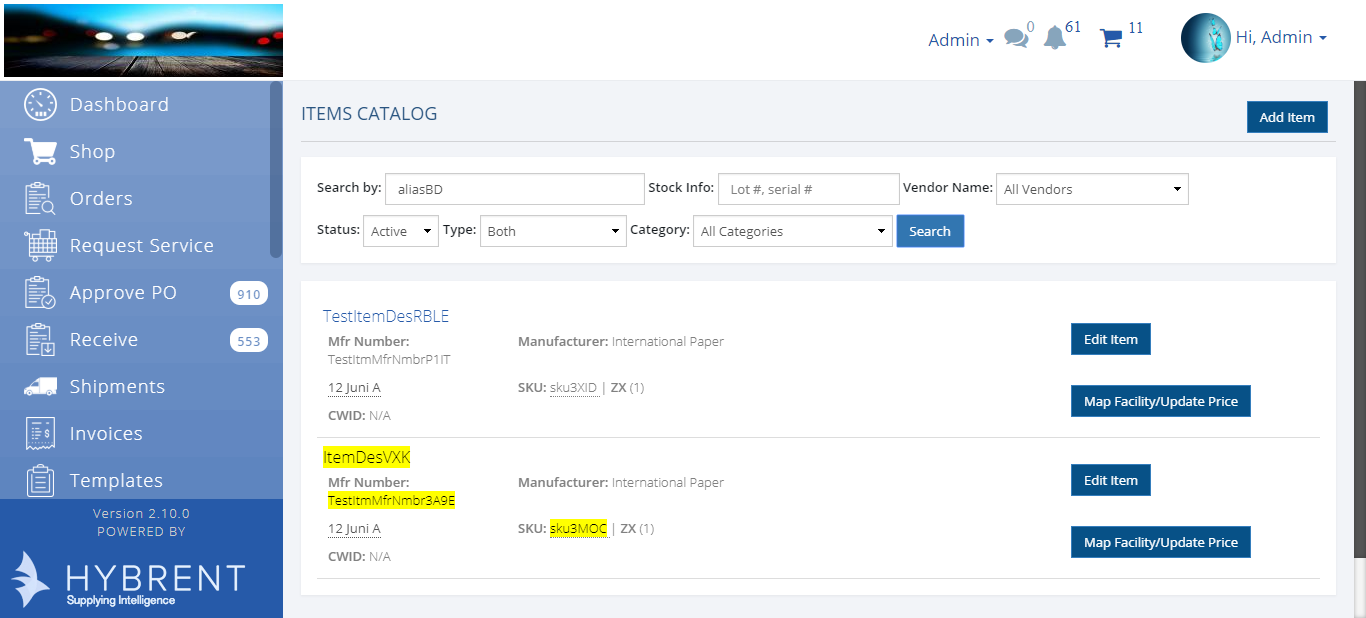 Admin 0 61 11 Hi, Admin
Dashboard
Shop
Orders
Request Service
Approve PO 910
Receive 553
Shipments
Invoices
Templates
Version 2.10.0
POWERED BY
HYBRENT
Supplying Intelligence
ITEMS CATALOG Add Item
Search by: aliasBD Stock Info: Lot #, serial # Vendor Name: All Vendors
Status: Active Type: Both Category: All Categories Search
TestItemDesRBLE
Mfr Number: Manufacturer: International Paper Edit Item
TestItmMfrNmbrP1IT
12 Juni A SKU: sku3XID | ZX (1) Map Facility/Update Price
CWID: N/A
ItemDesVXK
Mfr Number: Manufacturer: International Paper Edit Item
TestItmMfrNmbr3A9E
12 Juni A SKU: sku3MOC | ZX (1) Map Facility/Update Price
CWID: N/A